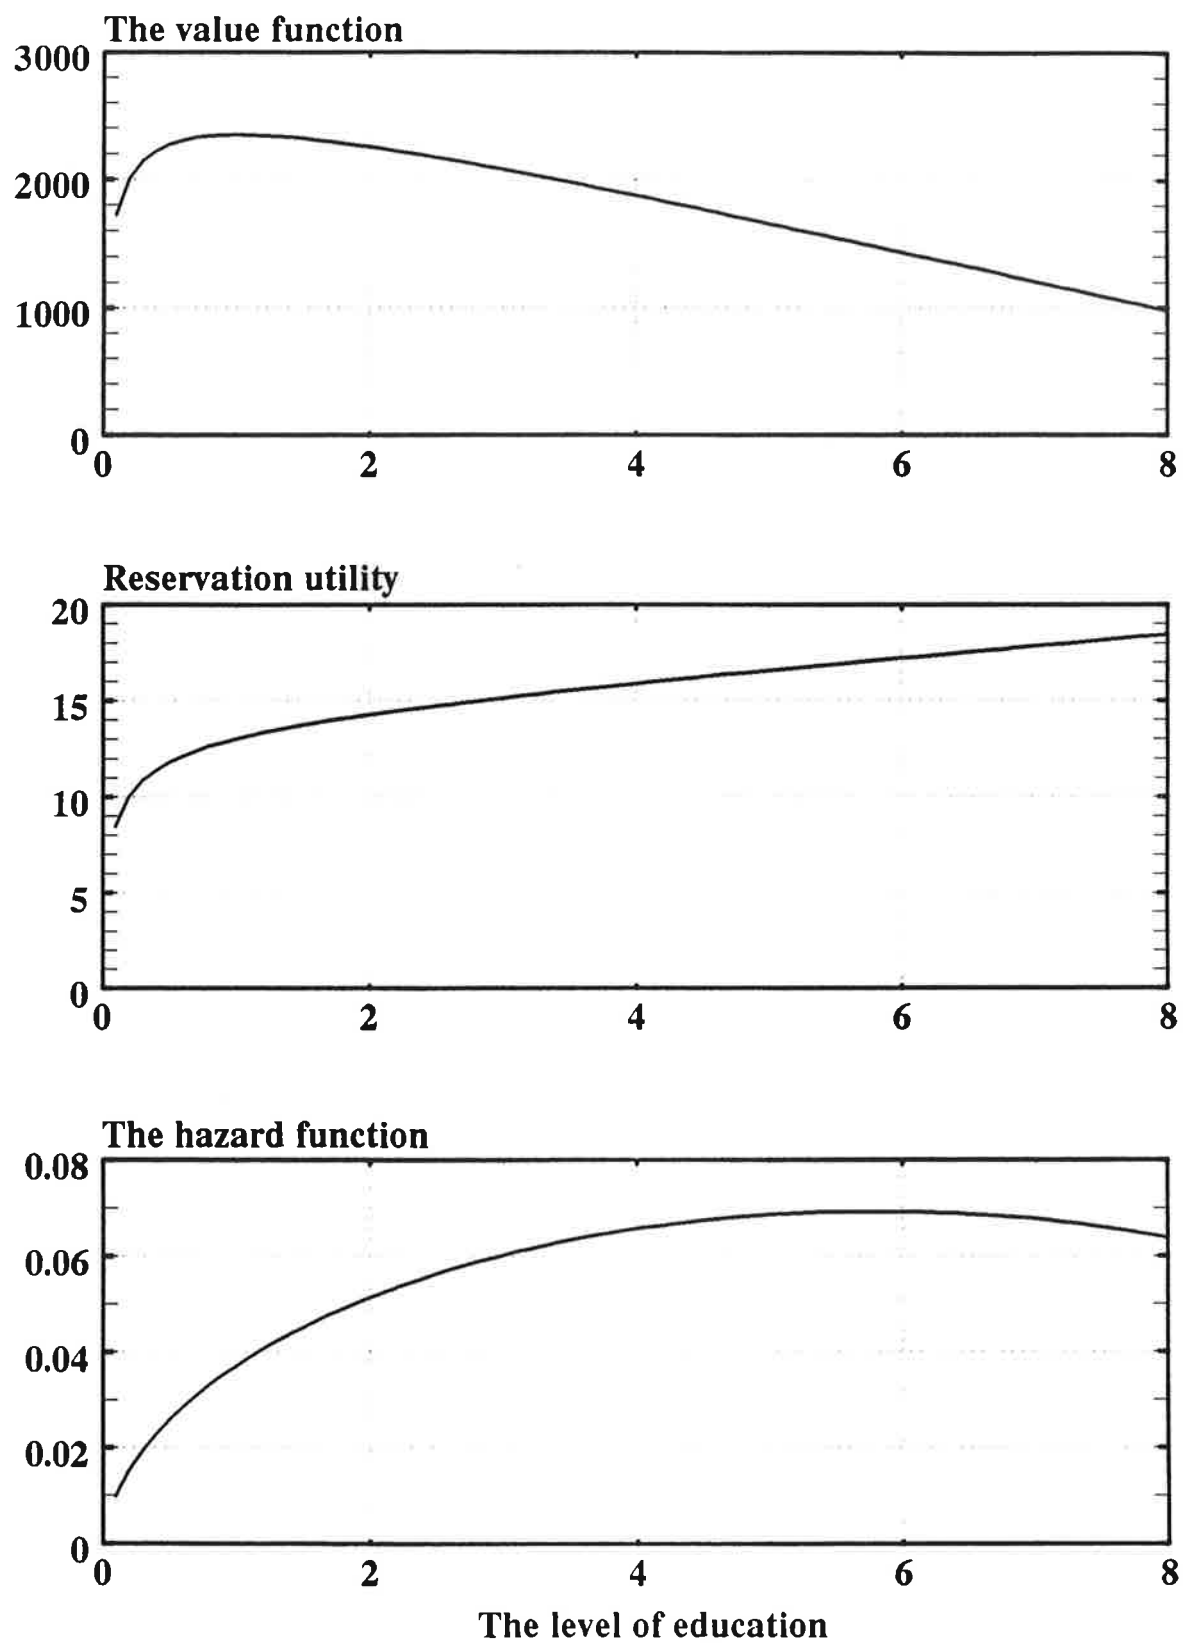 The value function
3000
2000
1000
0
0 2 4 6 8
Reservation utility
20
15
10
5
0
0 2 4 6 8
The hazard function
0.08
0.06
0.04
0.02
0
0 2 4 6 8
The level of education